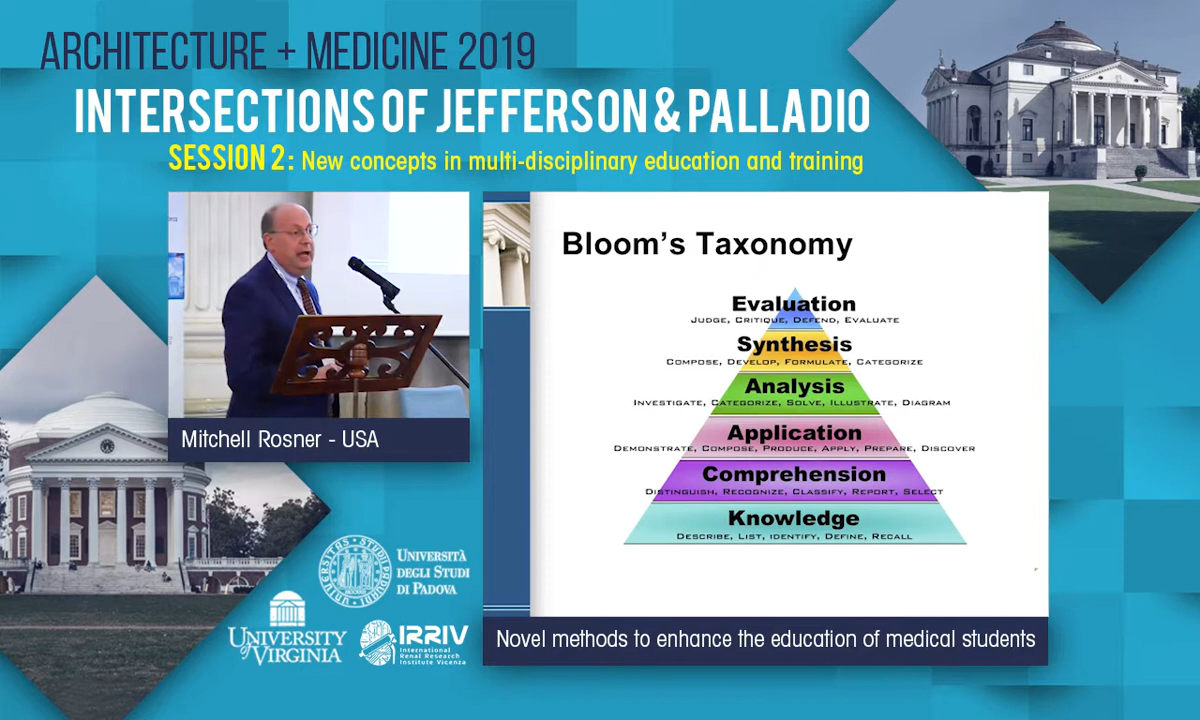 ARCHITECTURE + MEDICINE 2019
INTERSECTIONS OF JEFFERSON & PALLADIO
SESSION 2: New concepts in multi-disciplinary education and training
Mitchell Rosner - USA
Bloom's Taxonomy
Evaluation
JUDGE, CRITIQUE, DEFEND, EVALUATE
Synthesis
COMPOSE, DEVELOP, FORMULATE, CATEGORIZE
Analysis
INVESTIGATE, CATEGORIZE, SOLVE, ILLUSTRATE, DIAGRAM
Application
DEMONSTRATE, COMPOSE, PRODUCE, APPLY, PREPARE, DISCOVER
Comprehension
DISTINGUISH, RECOGNIZE, CLASSIFY, REPORT, SELECT
Knowledge
DESCRIBE, LIST, IDENTIFY, DEFINE, RECALL
Novel methods to enhance the education of medical students
UNIVERSITÀ
DEGLI STUDI
DI PADOVA
UNIVERSITY
of VIRGINIA
IRRIV
International
Renal Research
Institute Vicenza